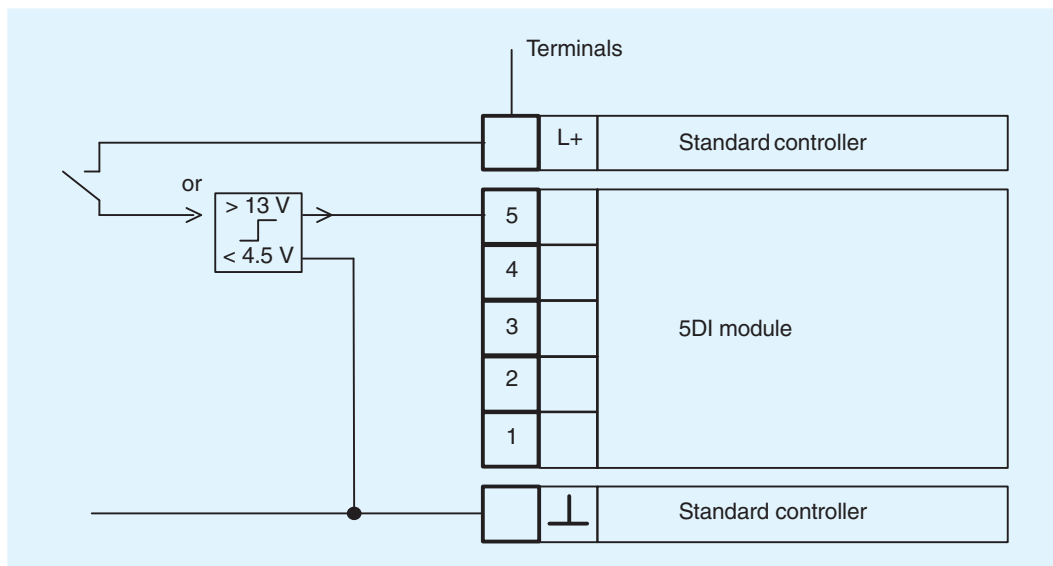 Terminals
L+
Standard controller
or
> 13 V
< 4.5 V
5
4
3
2
1
5DI module
Standard controller